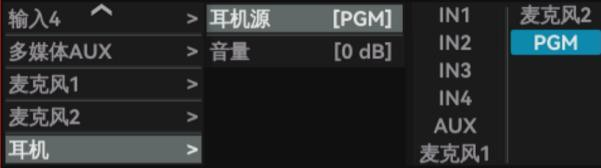 输入4
多媒体AUX >
麦克风1 >
麦克风2 >
耳机 >
耳机源 [PGM]
音量 [0 dB]
IN1
IN2
IN3
IN4
AUX
麦克风1
麦克风2
PGM